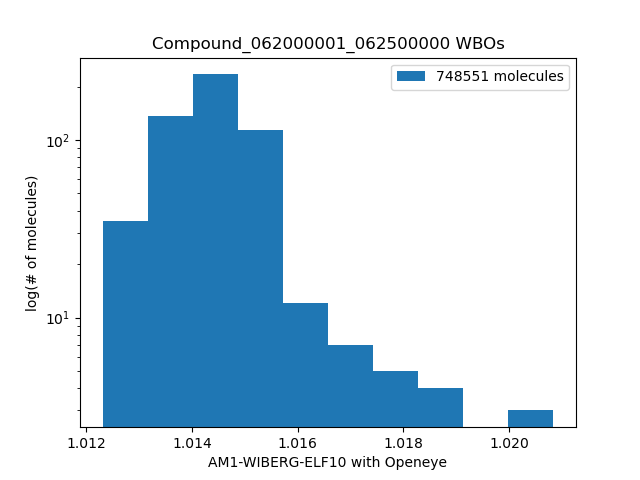 Compound_062000001_062500000 WBOs
748551 molecules
log(# of molecules)
10²
10¹
1.012 1.014 1.016 1.018 1.020
AM1-WIBERG-ELF10 with Openeye